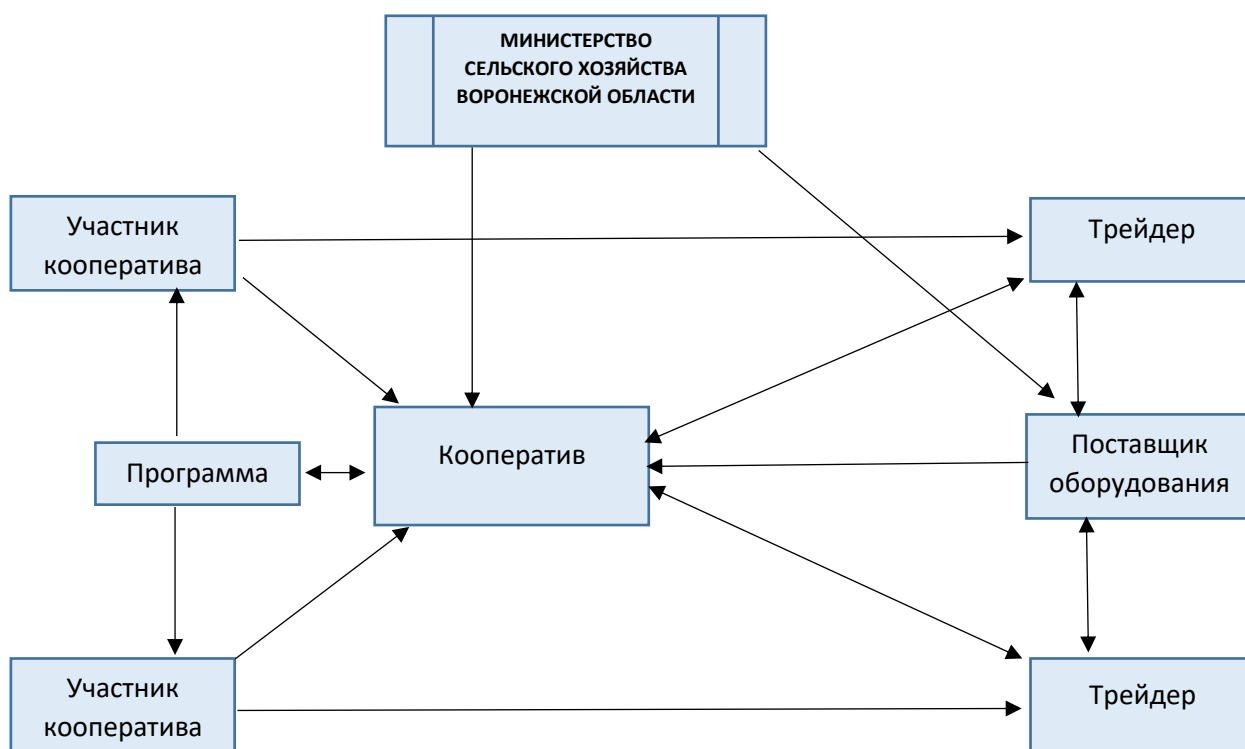 МИНИСТЕРСТВО
СЕЛЬСКОГО ХОЗЯЙСТВА
ВОРОНЕЖСКОЙ ОБЛАСТИ
Участник
кооператива
Трейдер
Программа
Кооператив
Поставщик
оборудования
Участник
кооператива
Трейдер